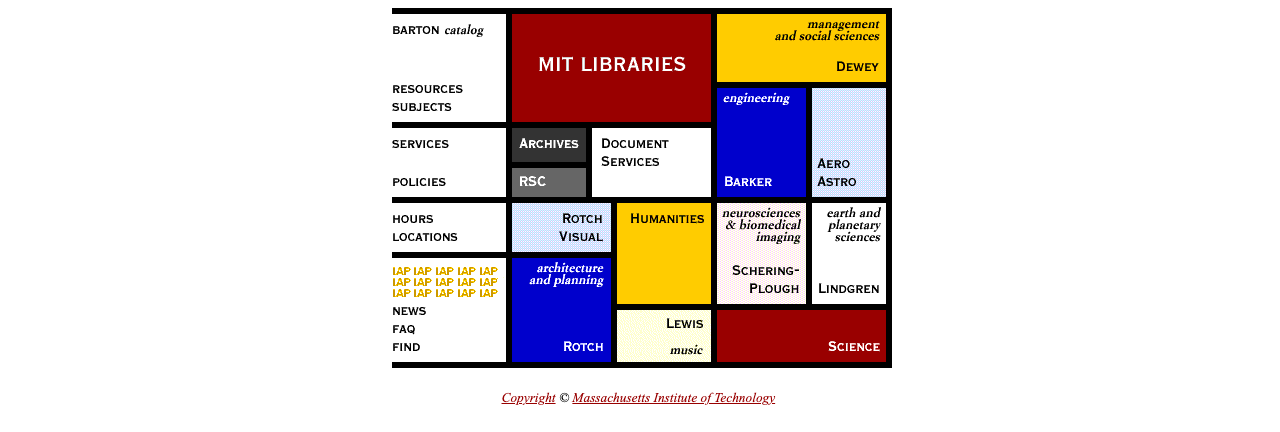 BARTON catalog
RESOURCES
SUBJECTS
MIT LIBRARIES
management
and social sciences
DEWEY
engineering
BARKER
AERO
ASTRO
SERVICES
POLICIES
ARCHIVES
RSC
DOCUMENT
SERVICES
HOURS
LOCATIONS
ROTCH
VISUAL
HUMANITIES
neurosciences
& biomedical
imaging
SCHERING-
PLOUGH
earth and
planetary
sciences
LINDGREN
IAP IAP IAP IAP IAP
IAP IAP IAP IAP IAP
IAP IAP IAP IAP IAP
NEWS
FAQ
FIND
architecture
and planning
ROTCH
LEWIS
music
SCIENCE
Copyright © Massachusetts Institute of Technology